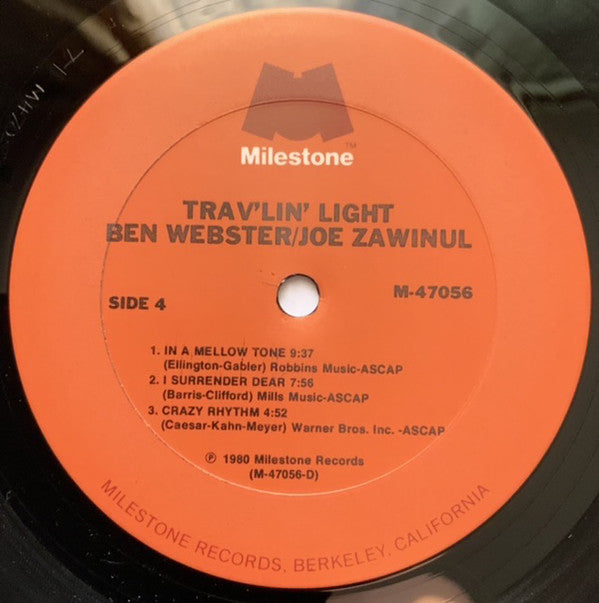 Milestone™
TRAV'LIN' LIGHT
BEN WEBSTER/JOE ZAWINUL
SIDE 4
M-47056
1. IN A MELLOW TONE 9:37
(Ellington-Gabler) Robbins Music-ASCAP
2. I SURRENDER DEAR 7:56
(Barris-Clifford) Mills Music-ASCAP
3. CRAZY RHYTHM 4:52
(Caesar-Kahn-Meyer) Warner Bros. Inc. -ASCAP
℗ 1980 Milestone Records
(M-47056-D)
MILESTONE RECORDS, BERKELEY, CALIFORNIA